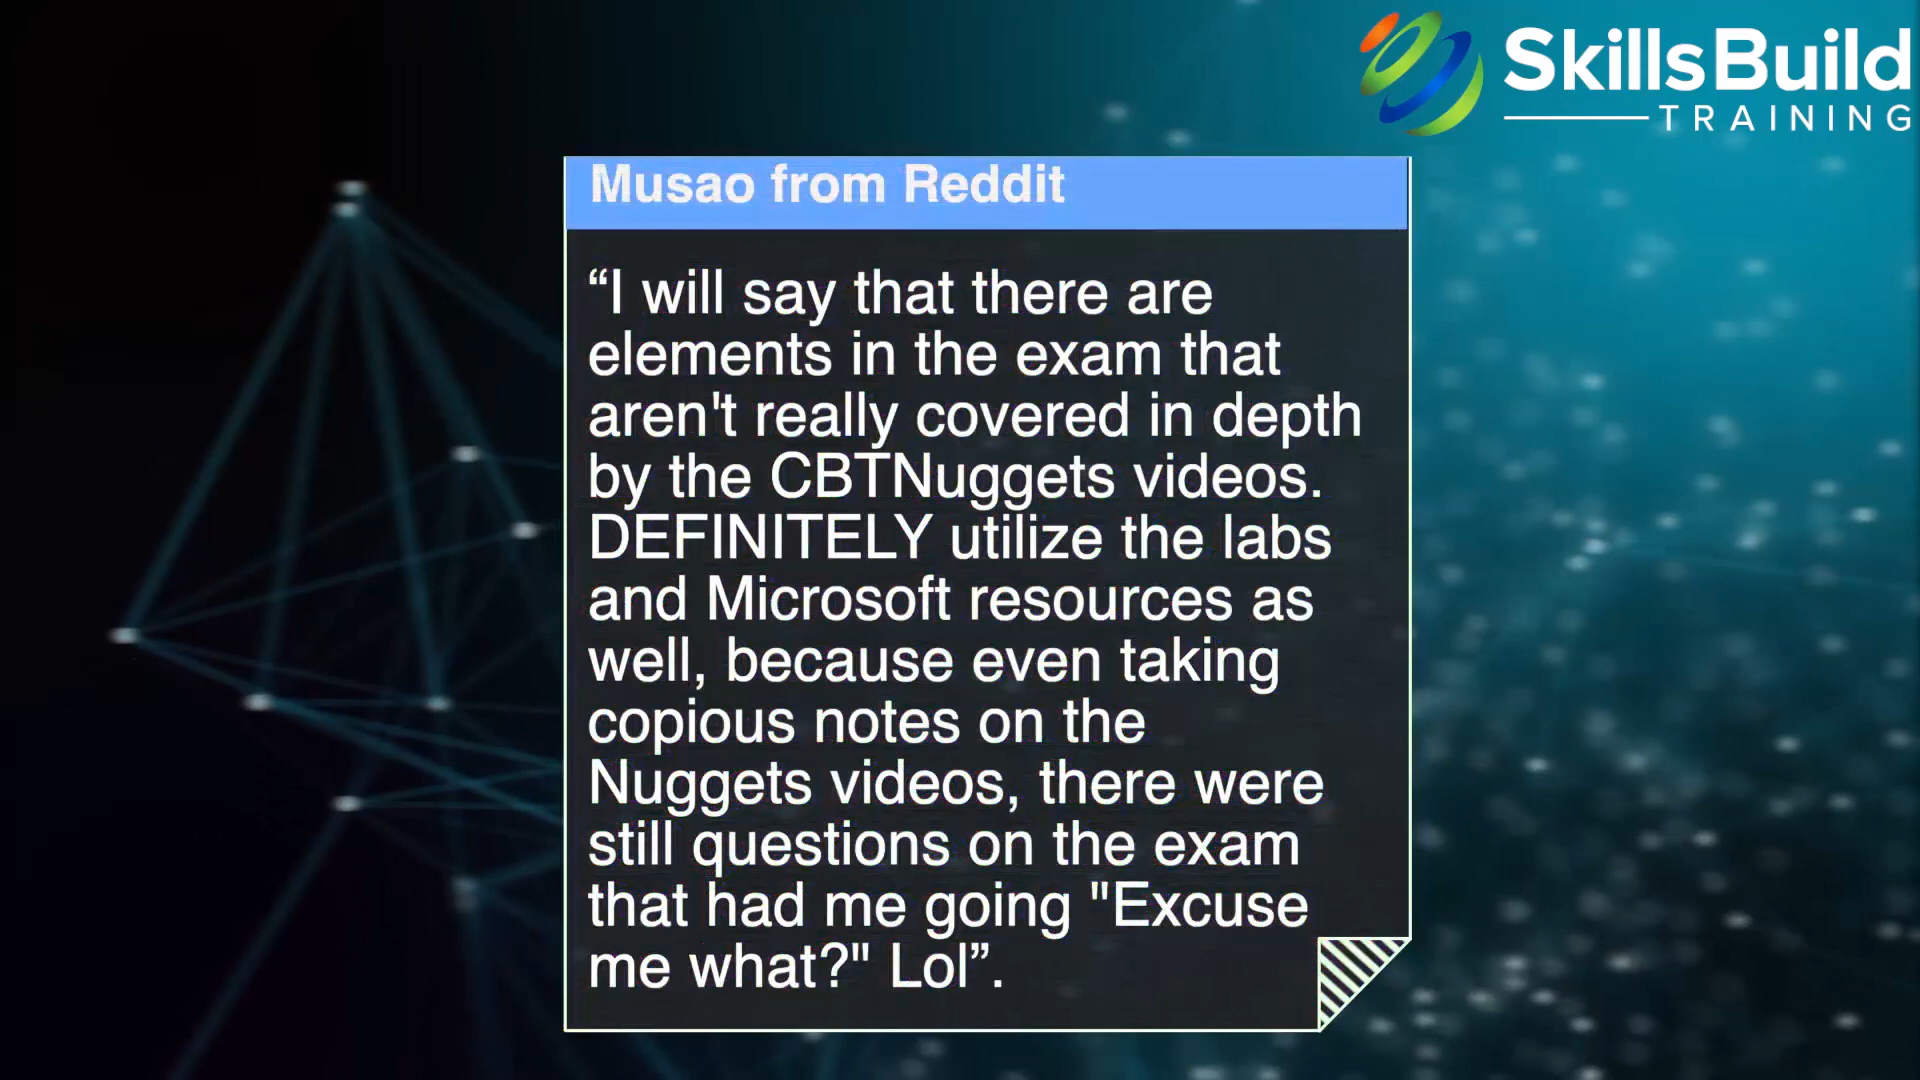 SkillsBuild
TRAINING
Musao from Reddit
“I will say that there are
elements in the exam that
aren't really covered in depth
by the CBTNuggets videos.
DEFINITELY utilize the labs
and Microsoft resources as
well, because even taking
copious notes on the
Nuggets videos, there were
still questions on the exam
that had me going "Excuse
me what?" Lol”.